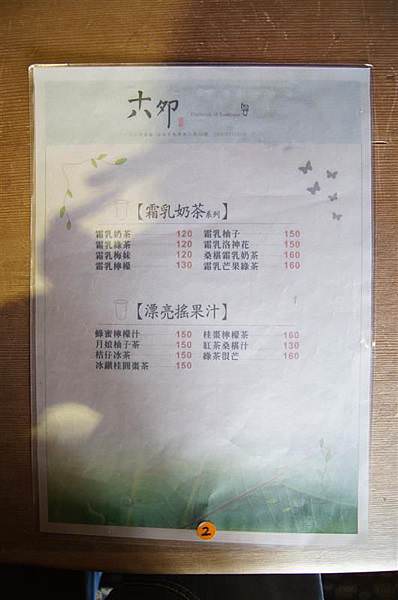 【霜乳奶茶系列】
霜乳奶茶 120 霜乳柚子 150
霜乳綠茶 120 霜乳洛神花 150
霜乳梅妹 120 桑椹霜乳奶茶 160
霜乳檸檬 130 霜乳芒果綠茶 160
【漂亮搖果汁】
蜂蜜檸檬汁 150 桂棗檸檬茶 160
月娘柚子茶 150 紅茶桑椹汁 130
桔仔冰茶 150 綠茶很芒 160
冰鎮桂圓棗茶 150
2